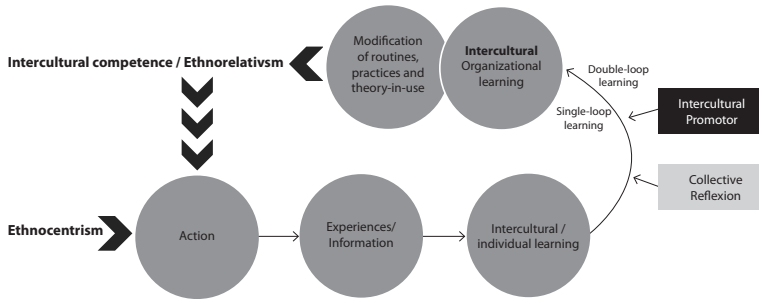 Intercultural competence / Ethnorelativsm
Modification
of routines,
practices and
theory-in-use
Intercultural
Organizational
learning
Double-loop
learning
Single-loop
learning
Intercultural
Promotor
Collective
Reflexion
Ethnocentrism
Action
Experiences/
Information
Intercultural /
individual learning